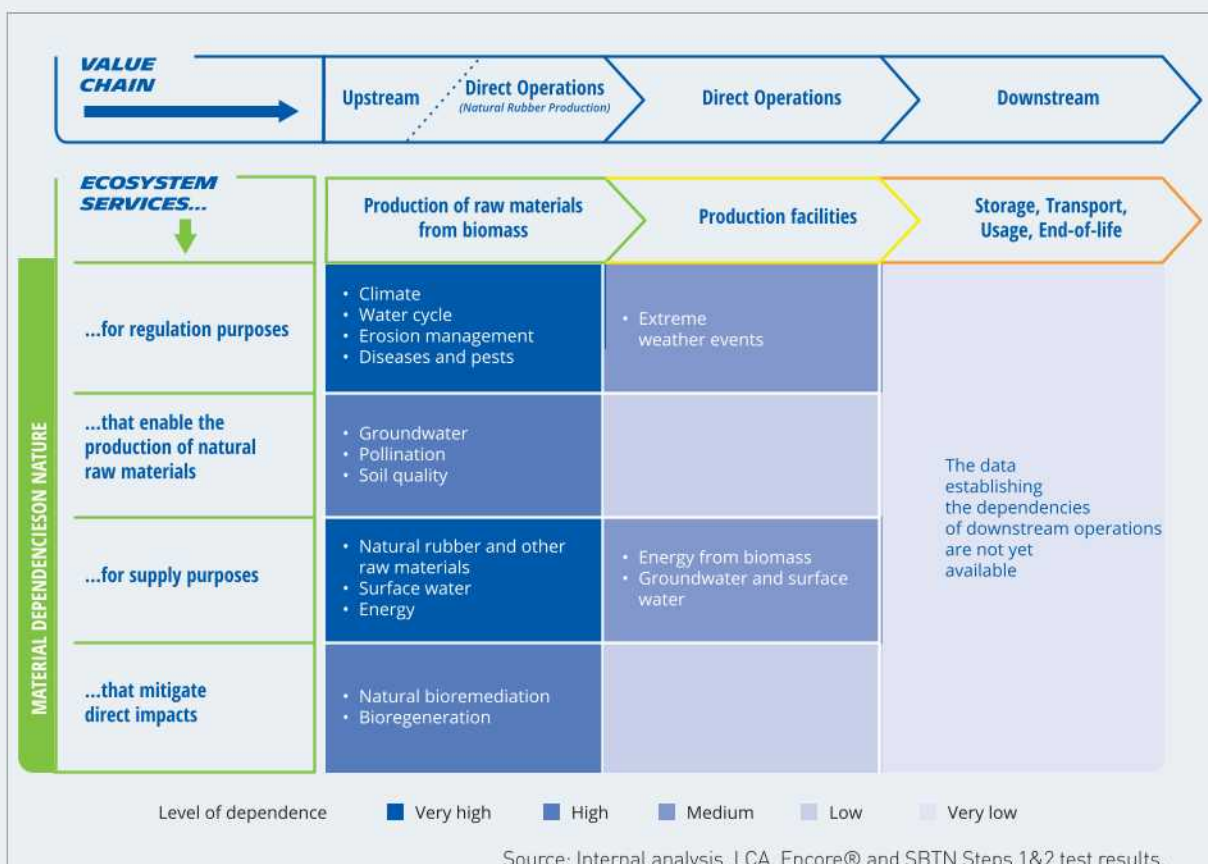 VALUE
CHAIN
Upstream
Direct Operations
(Natural Rubber Production)
Direct Operations
Downstream
ECOSYSTEM
SERVICES...
Production of raw materials
from biomass
Production facilities
Storage, Transport,
Usage, End-of-life
MATERIAL DEPENDENCIESON NATURE
...for regulation purposes
• Climate
• Water cycle
• Erosion management
• Diseases and pests
• Extreme
weather events
...that enable the
production of natural
raw materials
• Groundwater
• Pollination
• Soil quality
The data
establishing
the dependencies
of downstream operations
are not yet
available
...for supply purposes
• Natural rubber and other
raw materials
• Surface water
• Energy
• Energy from biomass
• Groundwater and surface
water
...that mitigate
direct impacts
• Natural bioremediation
• Bioregeneration
Level of dependence
Very high
High
Medium
Low
Very low
Source: Internal analysis, LCA, Encore® and SBTN Steps 1&2 test results.